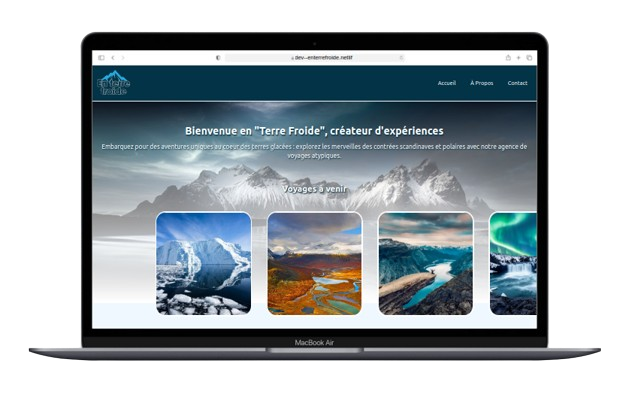 dev--enterrefroide.netlif
En terre
froide
Accueil
À Propos
Contact
Bienvenue en "Terre Froide", créateur d'expériences
Embarquez pour des aventures uniques au coeur des terres glacées : explorez les merveilles des contrées scandinaves et polaires avec notre agence de
voyages atypiques.
Voyages à venir
MacBook Air